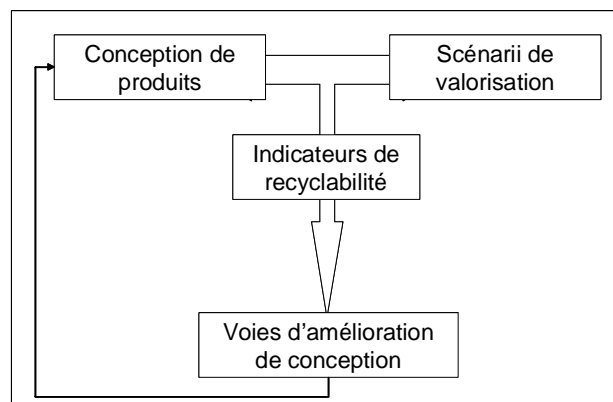 Conception de
produits
Scénarii de
valorisation
Indicateurs de
recyclabilité
Voies d'amélioration
de conception